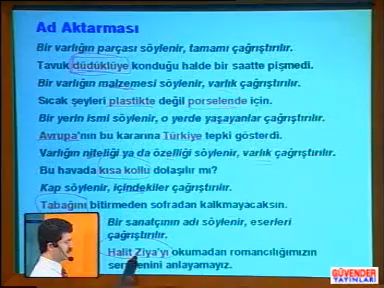 Ad Aktarması
Bir varlığın parçası söylenir, tamamı çağrıştırılır.
Tavuk düdüklüye konduğu halde bir saatte pişmedi.
Bir varlığın malzemesi söylenir, varlık çağrıştırılır.
Sıcak şeyleri plastikte değil porselende için.
Bir yerin ismi söylenir, o yerde yaşayanlar çağrıştırılır.
Avrupa'nın bu kararına Türkiye tepki gösterdi.
Varlığın niteliği ya da özelliği söylenir, varlık çağrıştırılır.
Bu havada kısa kollu dolaşılır mı?
Kap söylenir, içindekiler çağrıştırılır.
Tabağını bitirmeden sofradan kalkmayacaksın.
Bir sanatçının adı söylenir, eserleri
çağrıştırılır.
Halit Ziya'yı okumadan romancılığımızın
serüvenini anlayamayız.
GÜVENDER
YAYINLARI